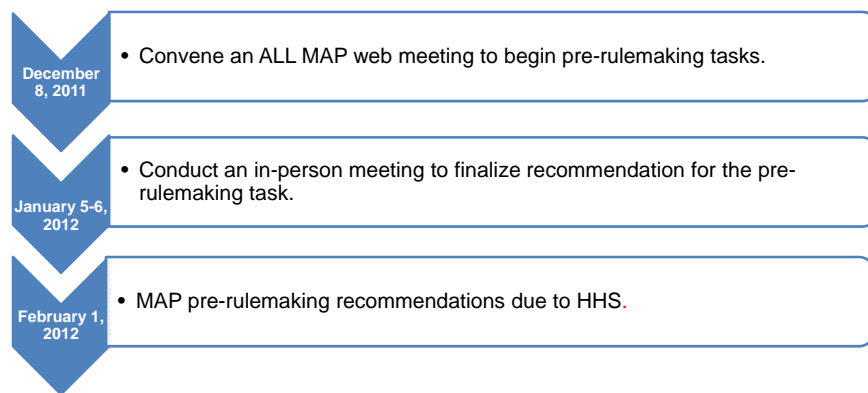 December
8, 2011
• Convene an ALL MAP web meeting to begin pre-rulemaking tasks.
January 5-6,
2012
• Conduct an in-person meeting to finalize recommendation for the pre-
rulemaking task.
February 1,
2012
• MAP pre-rulemaking recommendations due to HHS.